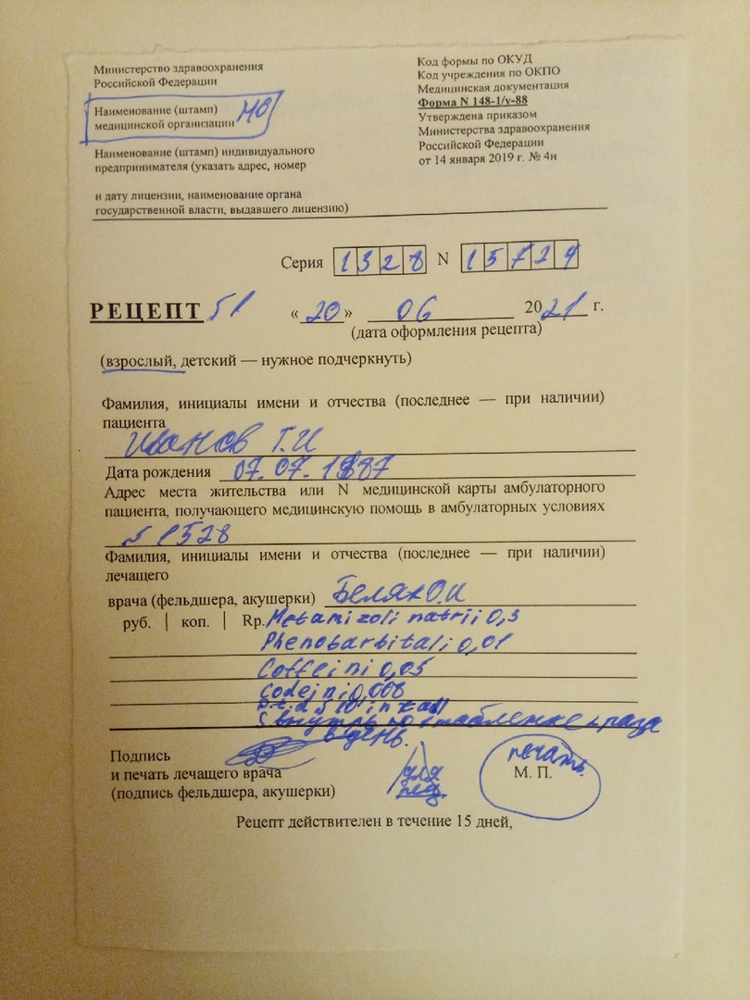 Министерство здравоохранения
Российской Федерации
Наименование (штамп)
медицинской организации МО
Наименование (штамп) индивидуального
предпринимателя (указать адрес, номер
и дату лицензии, наименование органа
государственной власти, выдавшего лицензию)
Код формы по ОКУД
Код учреждения по ОКПО
Медицинская документация
Форма N 148-1/у-88
Утверждена приказом
Министерства здравоохранения
Российской Федерации
от 14 января 2019 г. № 4н
Серия 1328 N 15729
РЕЦЕПТ 51 «20» 06 2021 г.
(дата оформления рецепта)
(взрослый, детский — нужное подчеркнуть)
Фамилия, инициалы имени и отчества (последнее — при наличии)
пациента
Иванов Г.И
Дата рождения 07.07.1987
Адрес места жительства или N медицинской карты амбулаторного
пациента, получающего медицинскую помощь в амбулаторных условиях
1528
Фамилия, инициалы имени и отчества (последнее — при наличии)
лечащего
врача (фельдшера, акушерки) Беляк О.И
руб. | коп. | Rp. Metamizoli natrii 0,3
Phenobarbitali 0,01
Coffeini 0,05
Codeini 0,008
D.t.d 10 in tabl
S внутрь по 1 таблетке раза
в день.
Подпись
и печать лечащего врача
(подпись фельдшера, акушерки)
для
рец.
печать
М. П.
Рецепт действителен в течение 15 дней,